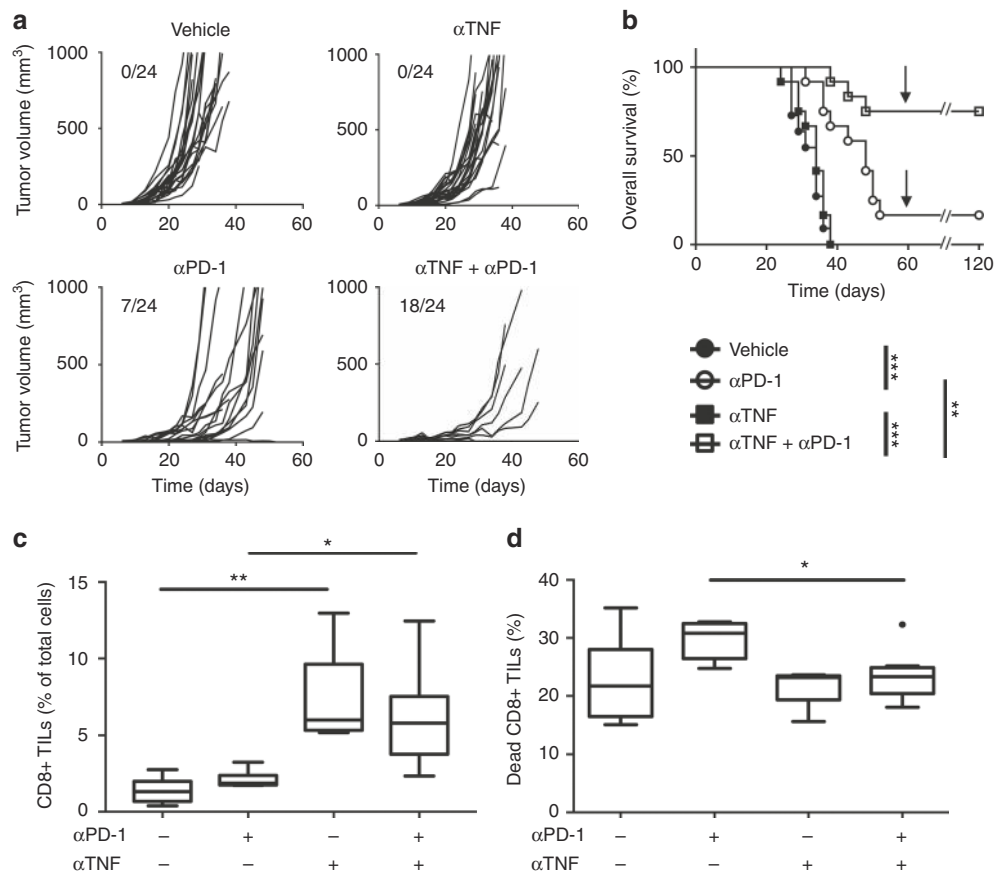 a
Vehicle
αTNF
Tumor volume (mm³)
1000
500
0
0/24
0 20 40 60
1000
500
0
0/24
0 20 40 60
αPD-1
αTNF + αPD-1
Tumor volume (mm³)
1000
500
0
7/24
0 20 40 60
Time (days)
1000
500
0
18/24
0 20 40 60
Time (days)
b
Overall survival (%)
100
50
0
0 20 40 60 120
Time (days)
Vehicle
αPD-1
αTNF
αTNF + αPD-1
***
***
**
c
CD8+ TILs (% of total cells)
15
10
5
0
**
*
αPD-1 – + – +
αTNF – – + +
d
Dead CD8+ TILs (%)
40
30
20
10
0
*
αPD-1 – + – +
αTNF – – + +